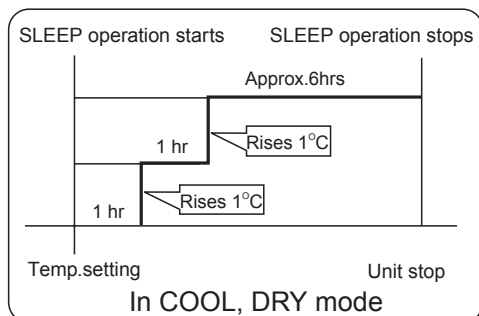 SLEEP operation starts
SLEEP operation stops
Approx.6hrs
1 hr
Rises 1°C
1 hr
Rises 1°C
Temp.setting
Unit stop
In COOL, DRY mode